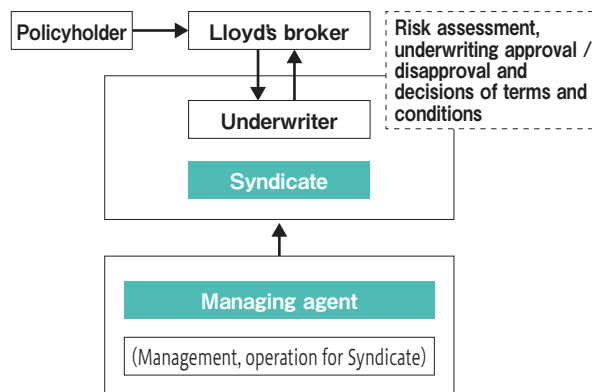 Policyholder
Lloyd's broker
Risk assessment,
underwriting approval /
disapproval and
decisions of terms and
conditions
Underwriter
Syndicate
Managing agent
(Management, operation for Syndicate)